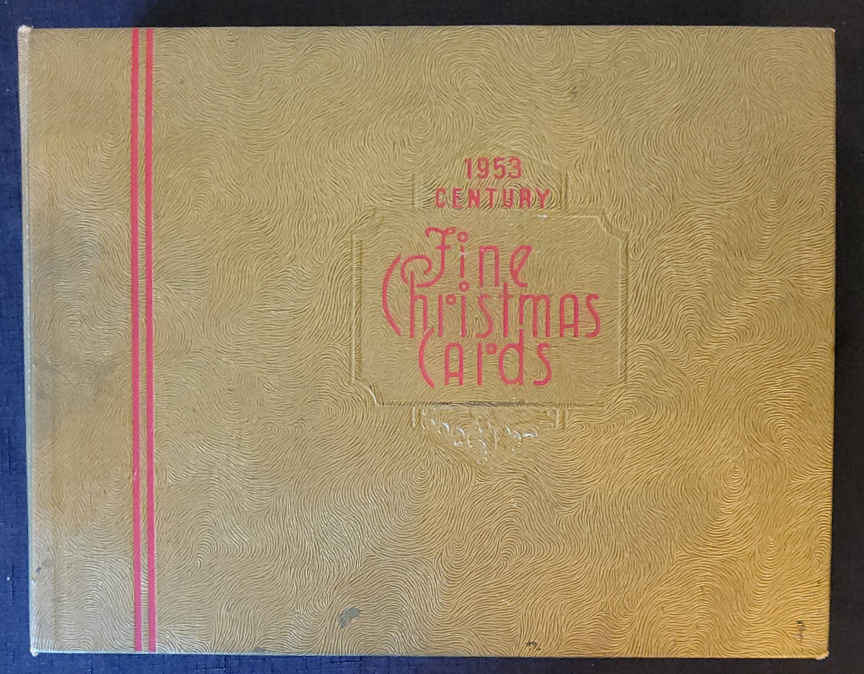 1953
CENTURY
Fine
Christmas
Cards